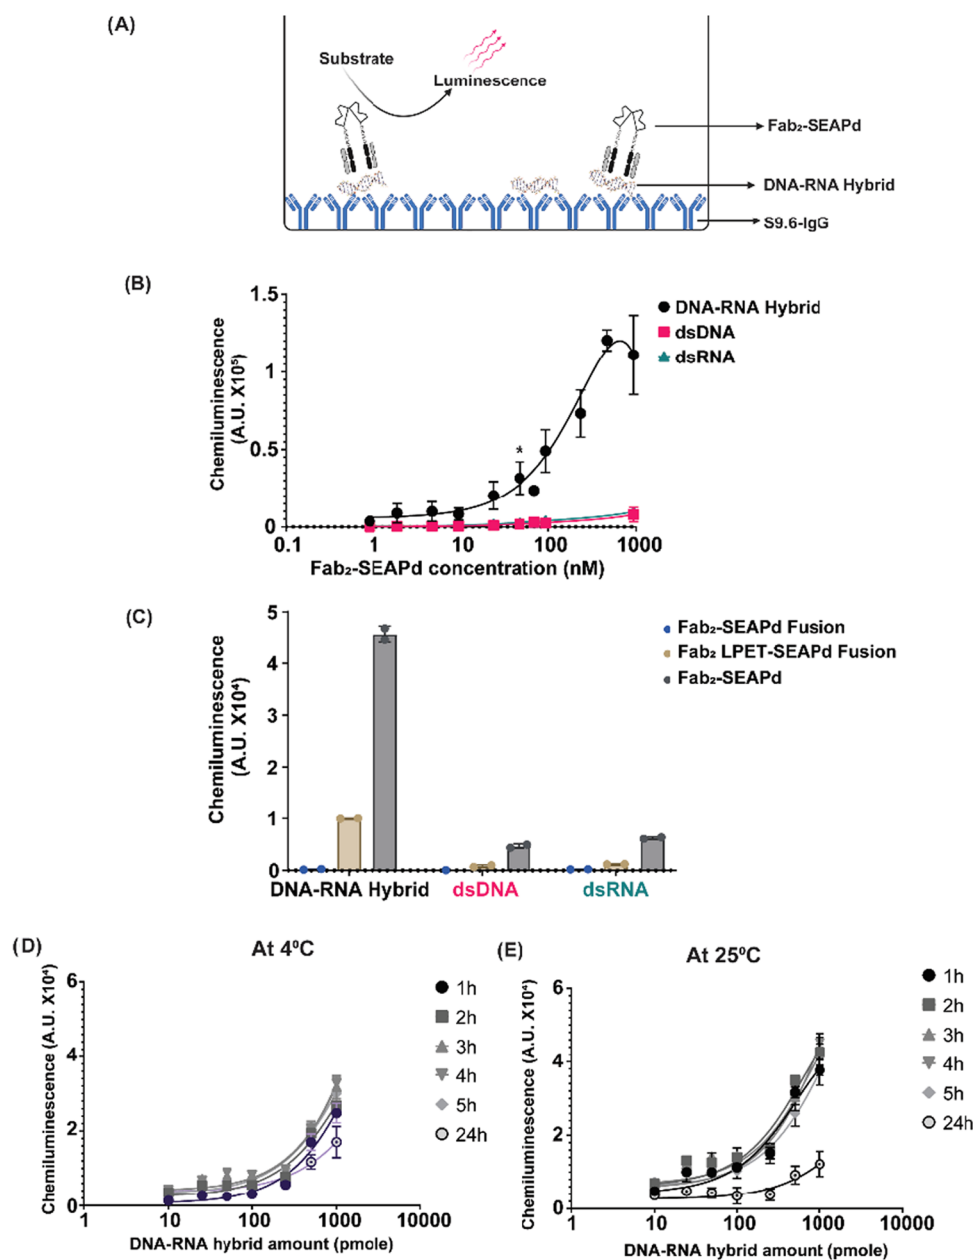 (A)
Substrate
Luminescence
Fab₂-SEAPd
DNA-RNA Hybrid
S9.6-IgG
(B)
Chemiluminescence
(A.U. X10⁵)
1.5
1
0.5
0
*
DNA-RNA Hybrid
dsDNA
dsRNA
0.1 1 10 100 1000
Fab₂-SEAPd concentration (nM)
(C)
Chemiluminescence
(A.U. X10⁴)
5
4
3
2
1
0
Fab₂-SEAPd Fusion
Fab₂ LPET-SEAPd Fusion
Fab₂-SEAPd
DNA-RNA Hybrid dsDNA dsRNA
(D)
At 4⁰C
Chemiluminescence (A.U. X10⁴)
6
4
2
0
1h
2h
3h
4h
5h
24h
1 10 100 1000 10000
DNA-RNA hybrid amount (pmole)
(E)
At 25⁰C
Chemiluminescence (A.U. X10⁴)
6
4
2
0
1h
2h
3h
4h
5h
24h
1 10 100 1000 10000
DNA-RNA hybrid amount (pmole)